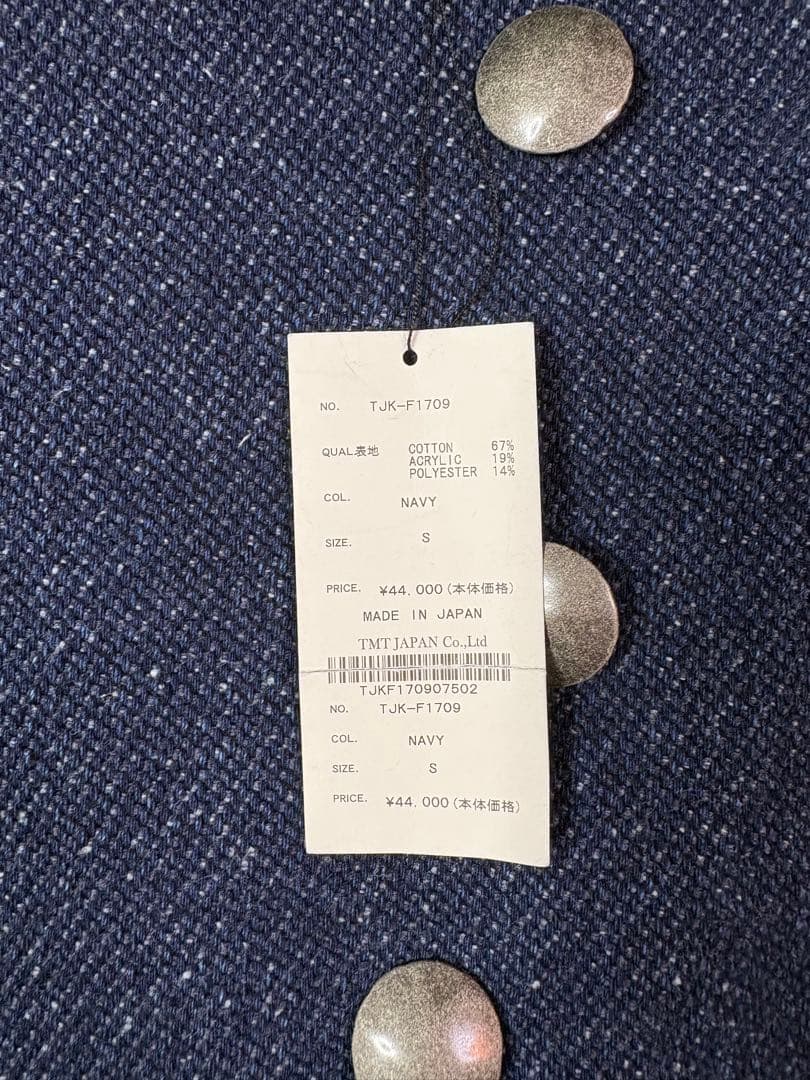 NO. TJK-F1709
QUAL.表地 COTTON 67%
ACRYLIC 19%
POLYESTER 14%
COL. NAVY
SIZE. S
PRICE. ¥44,000(本体価格)
MADE IN JAPAN
TMT JAPAN Co.,Ltd
TJKF170907502
NO. TJK-F1709
COL. NAVY
SIZE. S
PRICE. ¥44,000(本体価格)